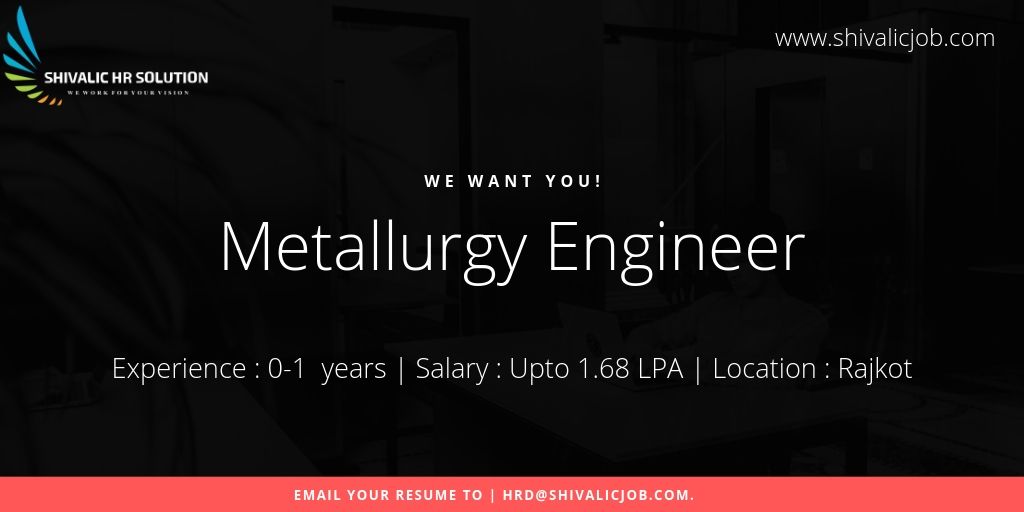 www.shivalicjob.com
SHIVALIC HR SOLUTION
WE WORK FOR YOUR VISION
WE WANT YOU!
Metallurgy Engineer
Experience : 0-1  years | Salary : Upto 1.68 LPA | Location : Rajkot
EMAIL YOUR RESUME TO | HRD@SHIVALICJOB.COM.